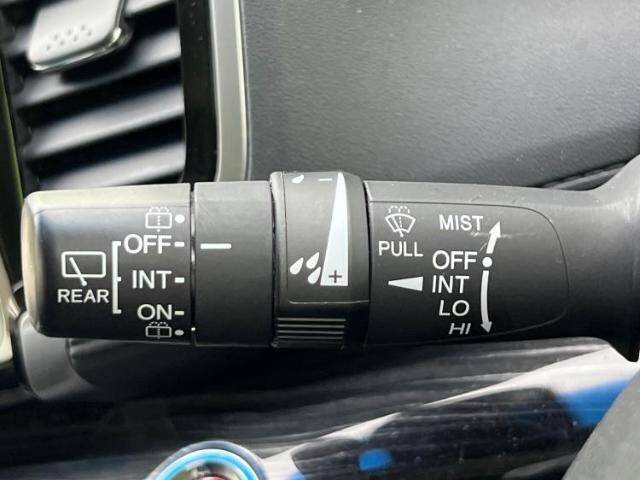 OFF
INT
ON
REAR
−
+
MIST
PULL
OFF
INT
LO
HI